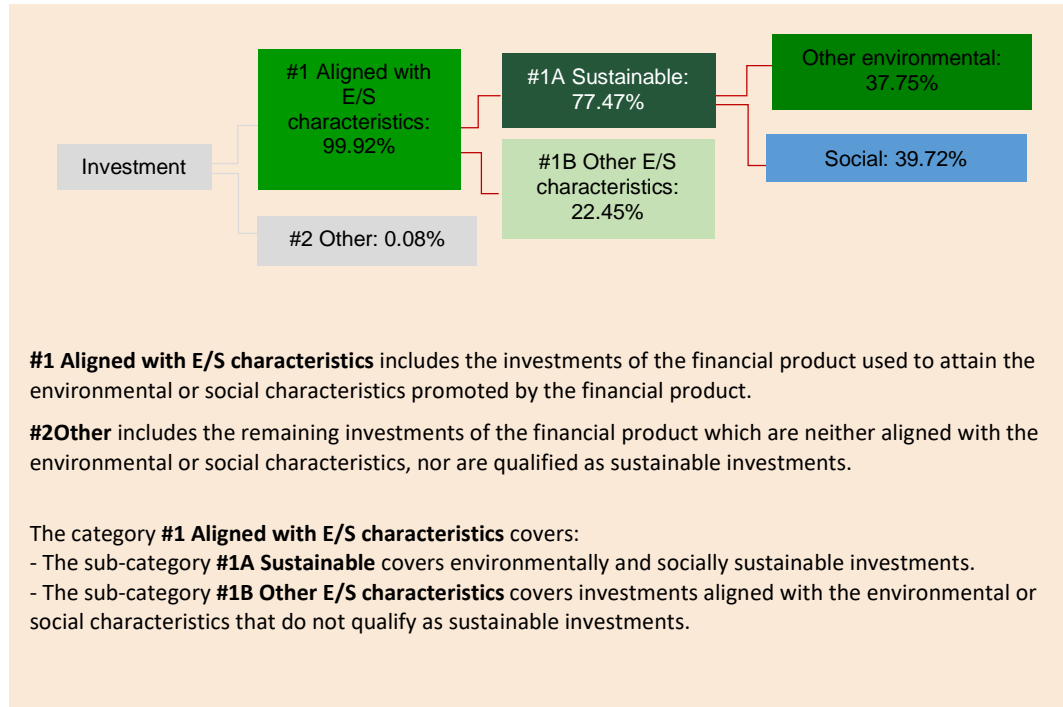 Investment
#1 Aligned with
E/S
characteristics:
99.92%
#2 Other: 0.08%
#1A Sustainable:
77.47%
#1B Other E/S
characteristics:
22.45%
Other environmental:
37.75%
Social: 39.72%
#1 Aligned with E/S characteristics includes the investments of the financial product used to attain the
environmental or social characteristics promoted by the financial product.
#2Other includes the remaining investments of the financial product which are neither aligned with the
environmental or social characteristics, nor are qualified as sustainable investments.
The category #1 Aligned with E/S characteristics covers:
- The sub-category #1A Sustainable covers environmentally and socially sustainable investments.
- The sub-category #1B Other E/S characteristics covers investments aligned with the environmental or
social characteristics that do not qualify as sustainable investments.